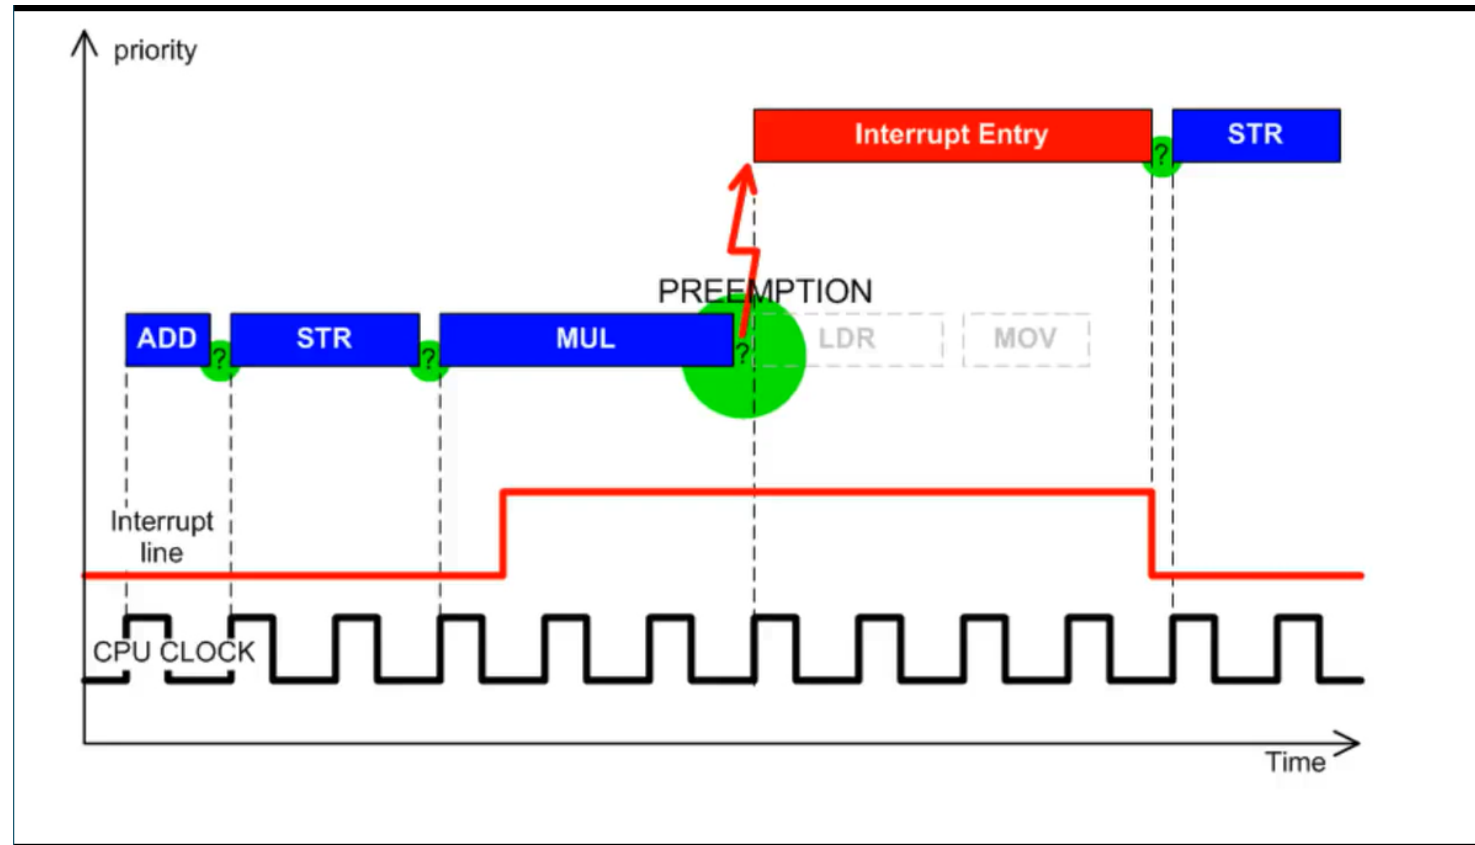 priority
Interrupt Entry
?
STR
PREEMPTION
ADD
?
STR
?
MUL
?
LDR
MOV
Interrupt
line
CPU CLOCK
Time